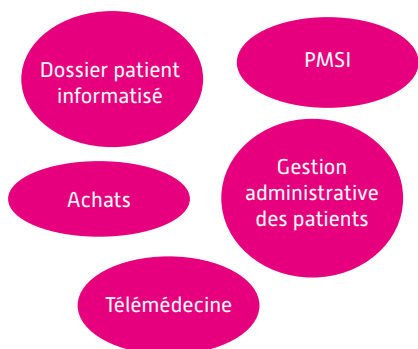 Dossier patient
informatisé
PMSI
Gestion
administrative
des patients
Achats
Télémédecine